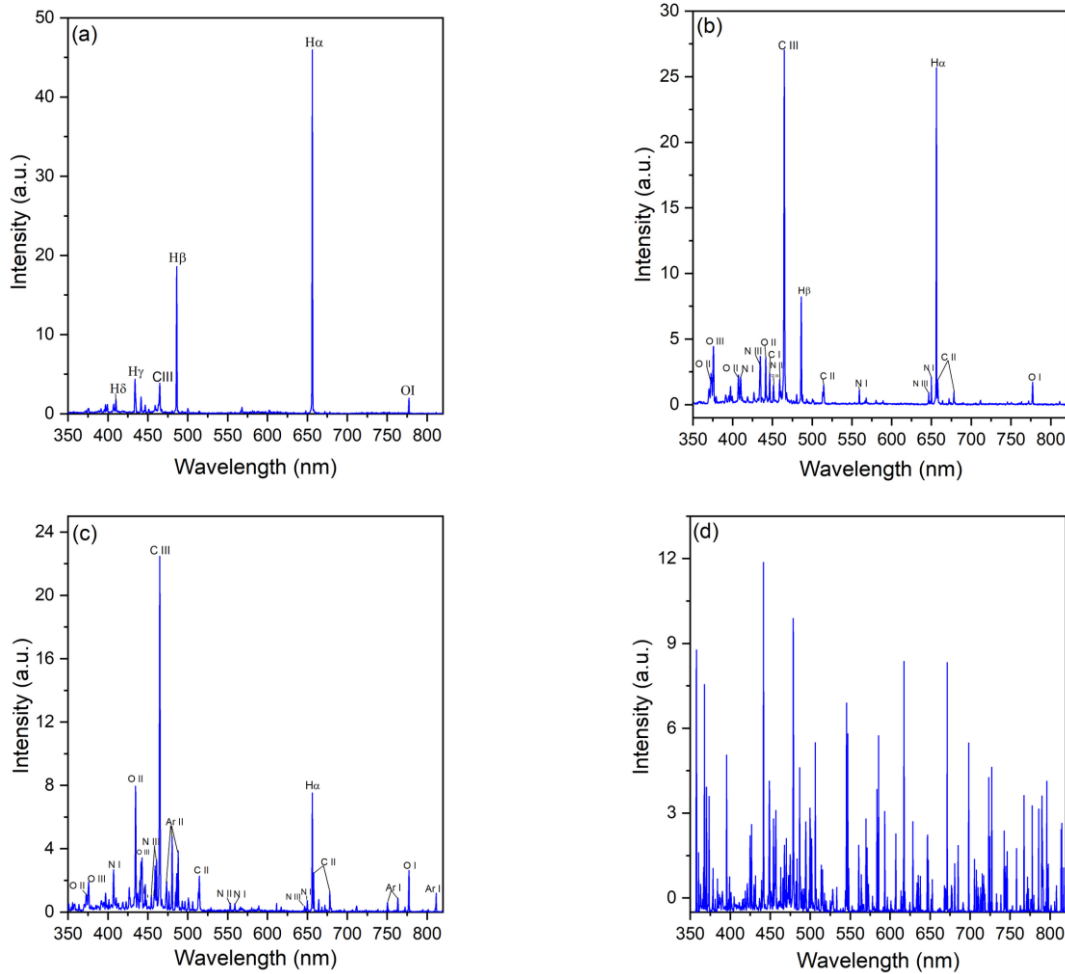 (a)
50
40
30
20
10
0
Intensity (a.u.)
Hα
Hβ
Hγ
Hδ
CIII
OI
350 400 450 500 550 600 650 700 750 800
Wavelength (nm)
(b)
30
25
20
15
10
5
0
Intensity (a.u.)
C III
Hα
Hβ
O III
O II
N III
O II
C I
N II
O II
N I
C II
N I
N I
N III
C II
O I
350 400 450 500 550 600 650 700 750 800
Wavelength (nm)
(c)
24
20
16
12
8
4
0
Intensity (a.u.)
C III
O II
Hα
Ar II
N III
O III
N I
O II
O III
C II
C II
N II
N I
N III
N I
O I
Ar I
Ar I
350 400 450 500 550 600 650 700 750 800
Wavelength (nm)
(d)
12
9
6
3
0
Intensity (a.u.)
350 400 450 500 550 600 650 700 750 800
Wavelength (nm)